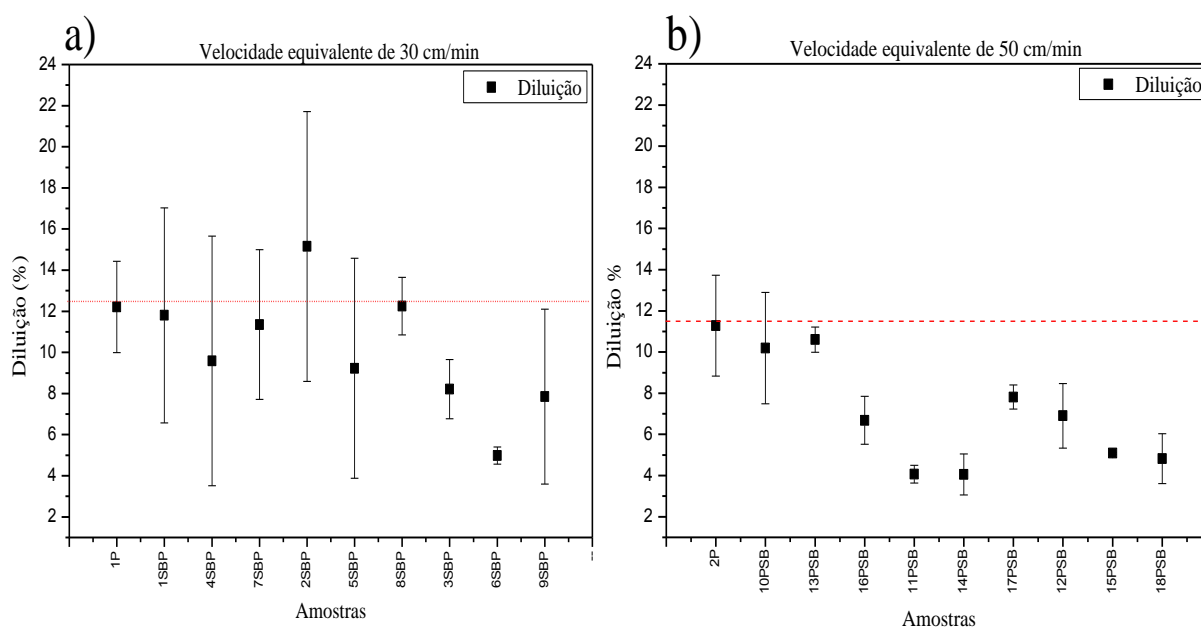 a)
Velocidade equivalente de 30 cm/min
Diluição
24
22
20
18
16
14
12
10
8
6
4
2
Diluição (%)
1P
1SBP
4SBP
7SBP
2SBP
5SBP
8SBP
3SBP
6SBP
9SBP
--
Amostras
b)
Velocidade equivalente de 50 cm/min
Diluição
24
22
20
18
16
14
12
10
8
6
4
2
Diluição %
2P
10PSB
13PSB
16PSB
11PSB
14PSB
17PSB
12PSB
15PSB
18PSB
Amostras